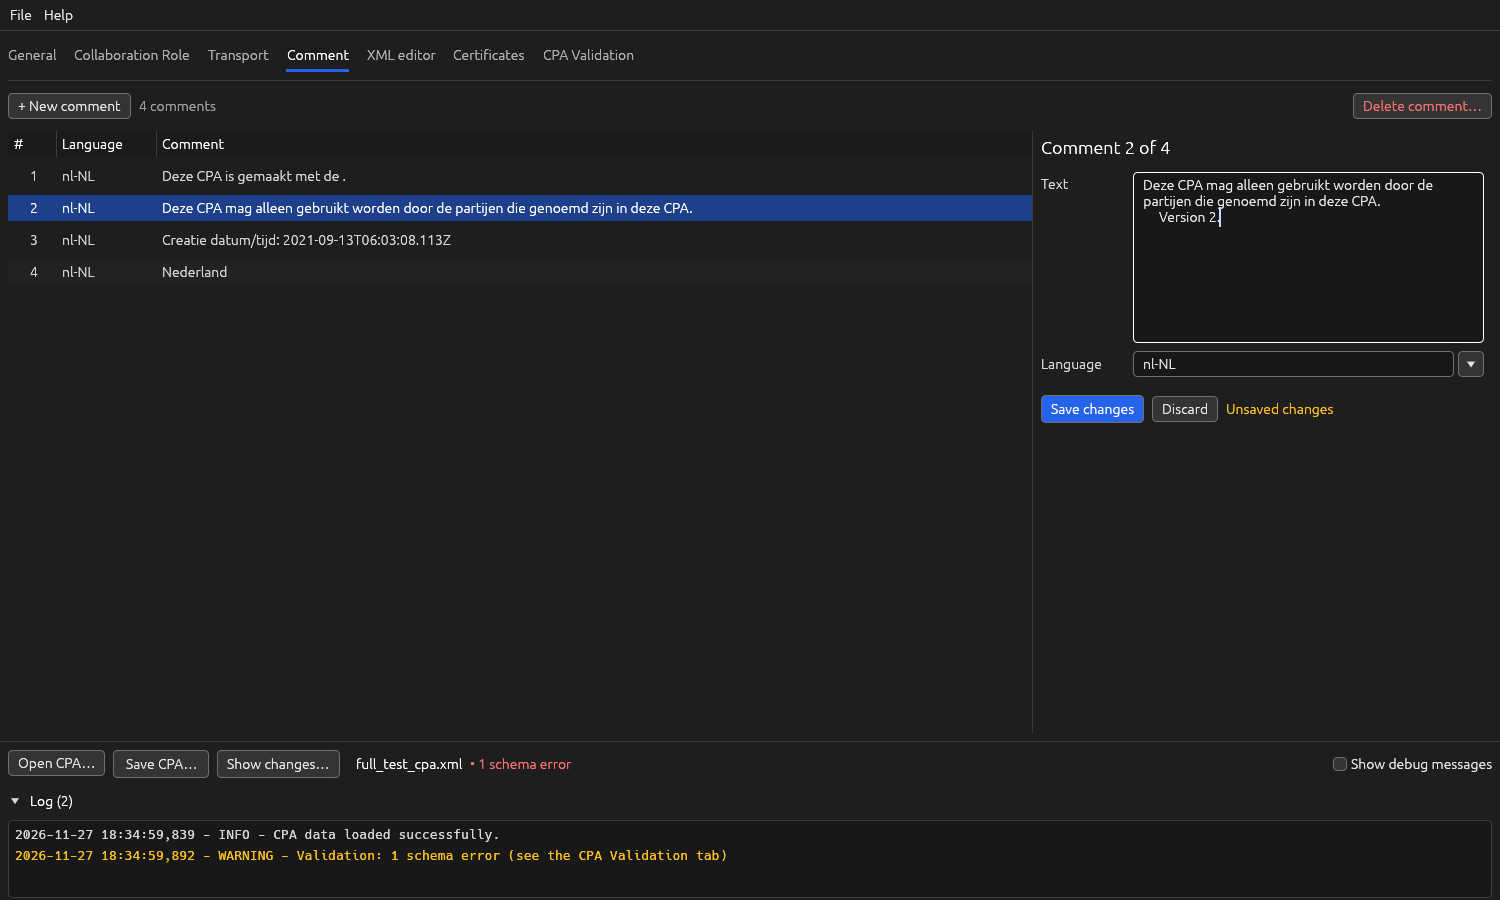 File Help
General Collaboration Role Transport Comment XML editor Certificates CPA Validation
+ New comment 4 comments Delete comment...
# Language Comment
1 nl-NL Deze CPA is gemaakt met de .
2 nl-NL Deze CPA mag alleen gebruikt worden door de partijen die genoemd zijn in deze CPA.
3 nl-NL Creatie datum/tijd: 2021-09-13T06:03:08.113Z
4 nl-NL Nederland
Comment 2 of 4
Text
Deze CPA mag alleen gebruikt worden door de
partijen die genoemd zijn in deze CPA.
Version 2.
Language nl-NL
Save changes Discard Unsaved changes
Open CPA... Save CPA... Show changes... full_test_cpa.xml • 1 schema error Show debug messages
Log (2)
2026-11-27 18:34:59,839 - INFO - CPA data loaded successfully.
2026-11-27 18:34:59,892 - WARNING - Validation: 1 schema error (see the CPA Validation tab)